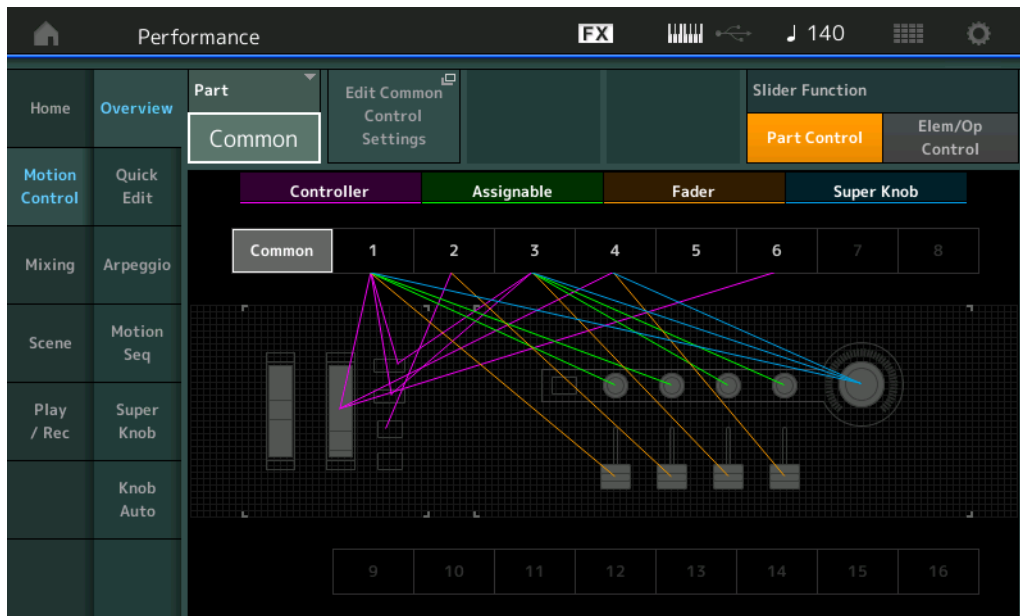 Performance
FX
♩ 140
Home
Overview
Part
Common
Edit Common
Control
Settings
Slider Function
Part Control
Elem/Op
Control
Motion
Control
Quick
Edit
Controller
Assignable
Fader
Super Knob
Common
1
2
3
4
5
6
7
8
Mixing
Arpeggio
Scene
Motion
Seq
Play
/ Rec
Super
Knob
Knob
Auto
9
10
11
12
13
14
15
16